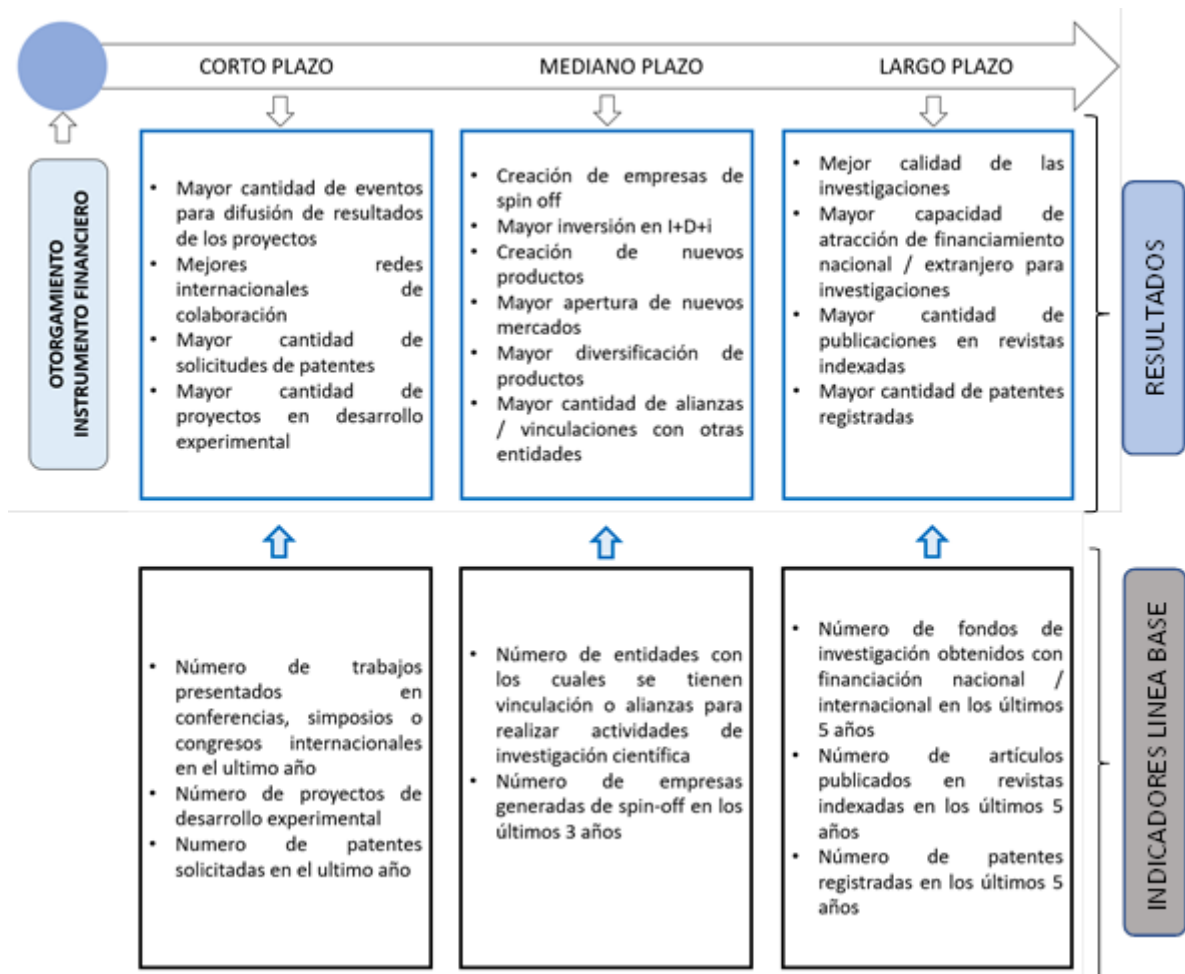 CORTO PLAZO
MEDIANO PLAZO
LARGO PLAZO
OTORGAMIENTO
INSTRUMENTO FINANCIERO
• Mayor cantidad de eventos
para difusión de resultados
de los proyectos
• Mejores redes
internacionales de
colaboración
• Mayor cantidad de
solicitudes de patentes
• Mayor cantidad de
proyectos en desarrollo
experimental
• Creación de empresas de
spin off
• Mayor inversión en I+D+i
• Creación de nuevos
productos
• Mayor apertura de nuevos
mercados
• Mayor diversificación de
productos
• Mayor cantidad de alianzas
/ vinculaciones con otras
entidades
• Mejor calidad de las
investigaciones
• Mayor capacidad de
atracción de financiamiento
nacional / extranjero para
investigaciones
• Mayor cantidad de
publicaciones en revistas
indexadas
• Mayor cantidad de patentes
registradas
RESULTADOS
• Número de trabajos
presentados en
conferencias, simposios o
congresos internacionales
en el ultimo año
• Número de proyectos de
desarrollo experimental
• Numero de patentes
solicitadas en el ultimo año
• Número de entidades con
los cuales se tienen
vinculación o alianzas para
realizar actividades de
investigación científica
• Número de empresas
generadas de spin-off en los
últimos 3 años
• Número de fondos de
investigación obtenidos con
financiación nacional /
internacional en los últimos
5 años
• Número de artículos
publicados en revistas
indexadas en los últimos 5
años
• Número de patentes
registradas en los últimos 5
años
INDICADORES LINEA BASE